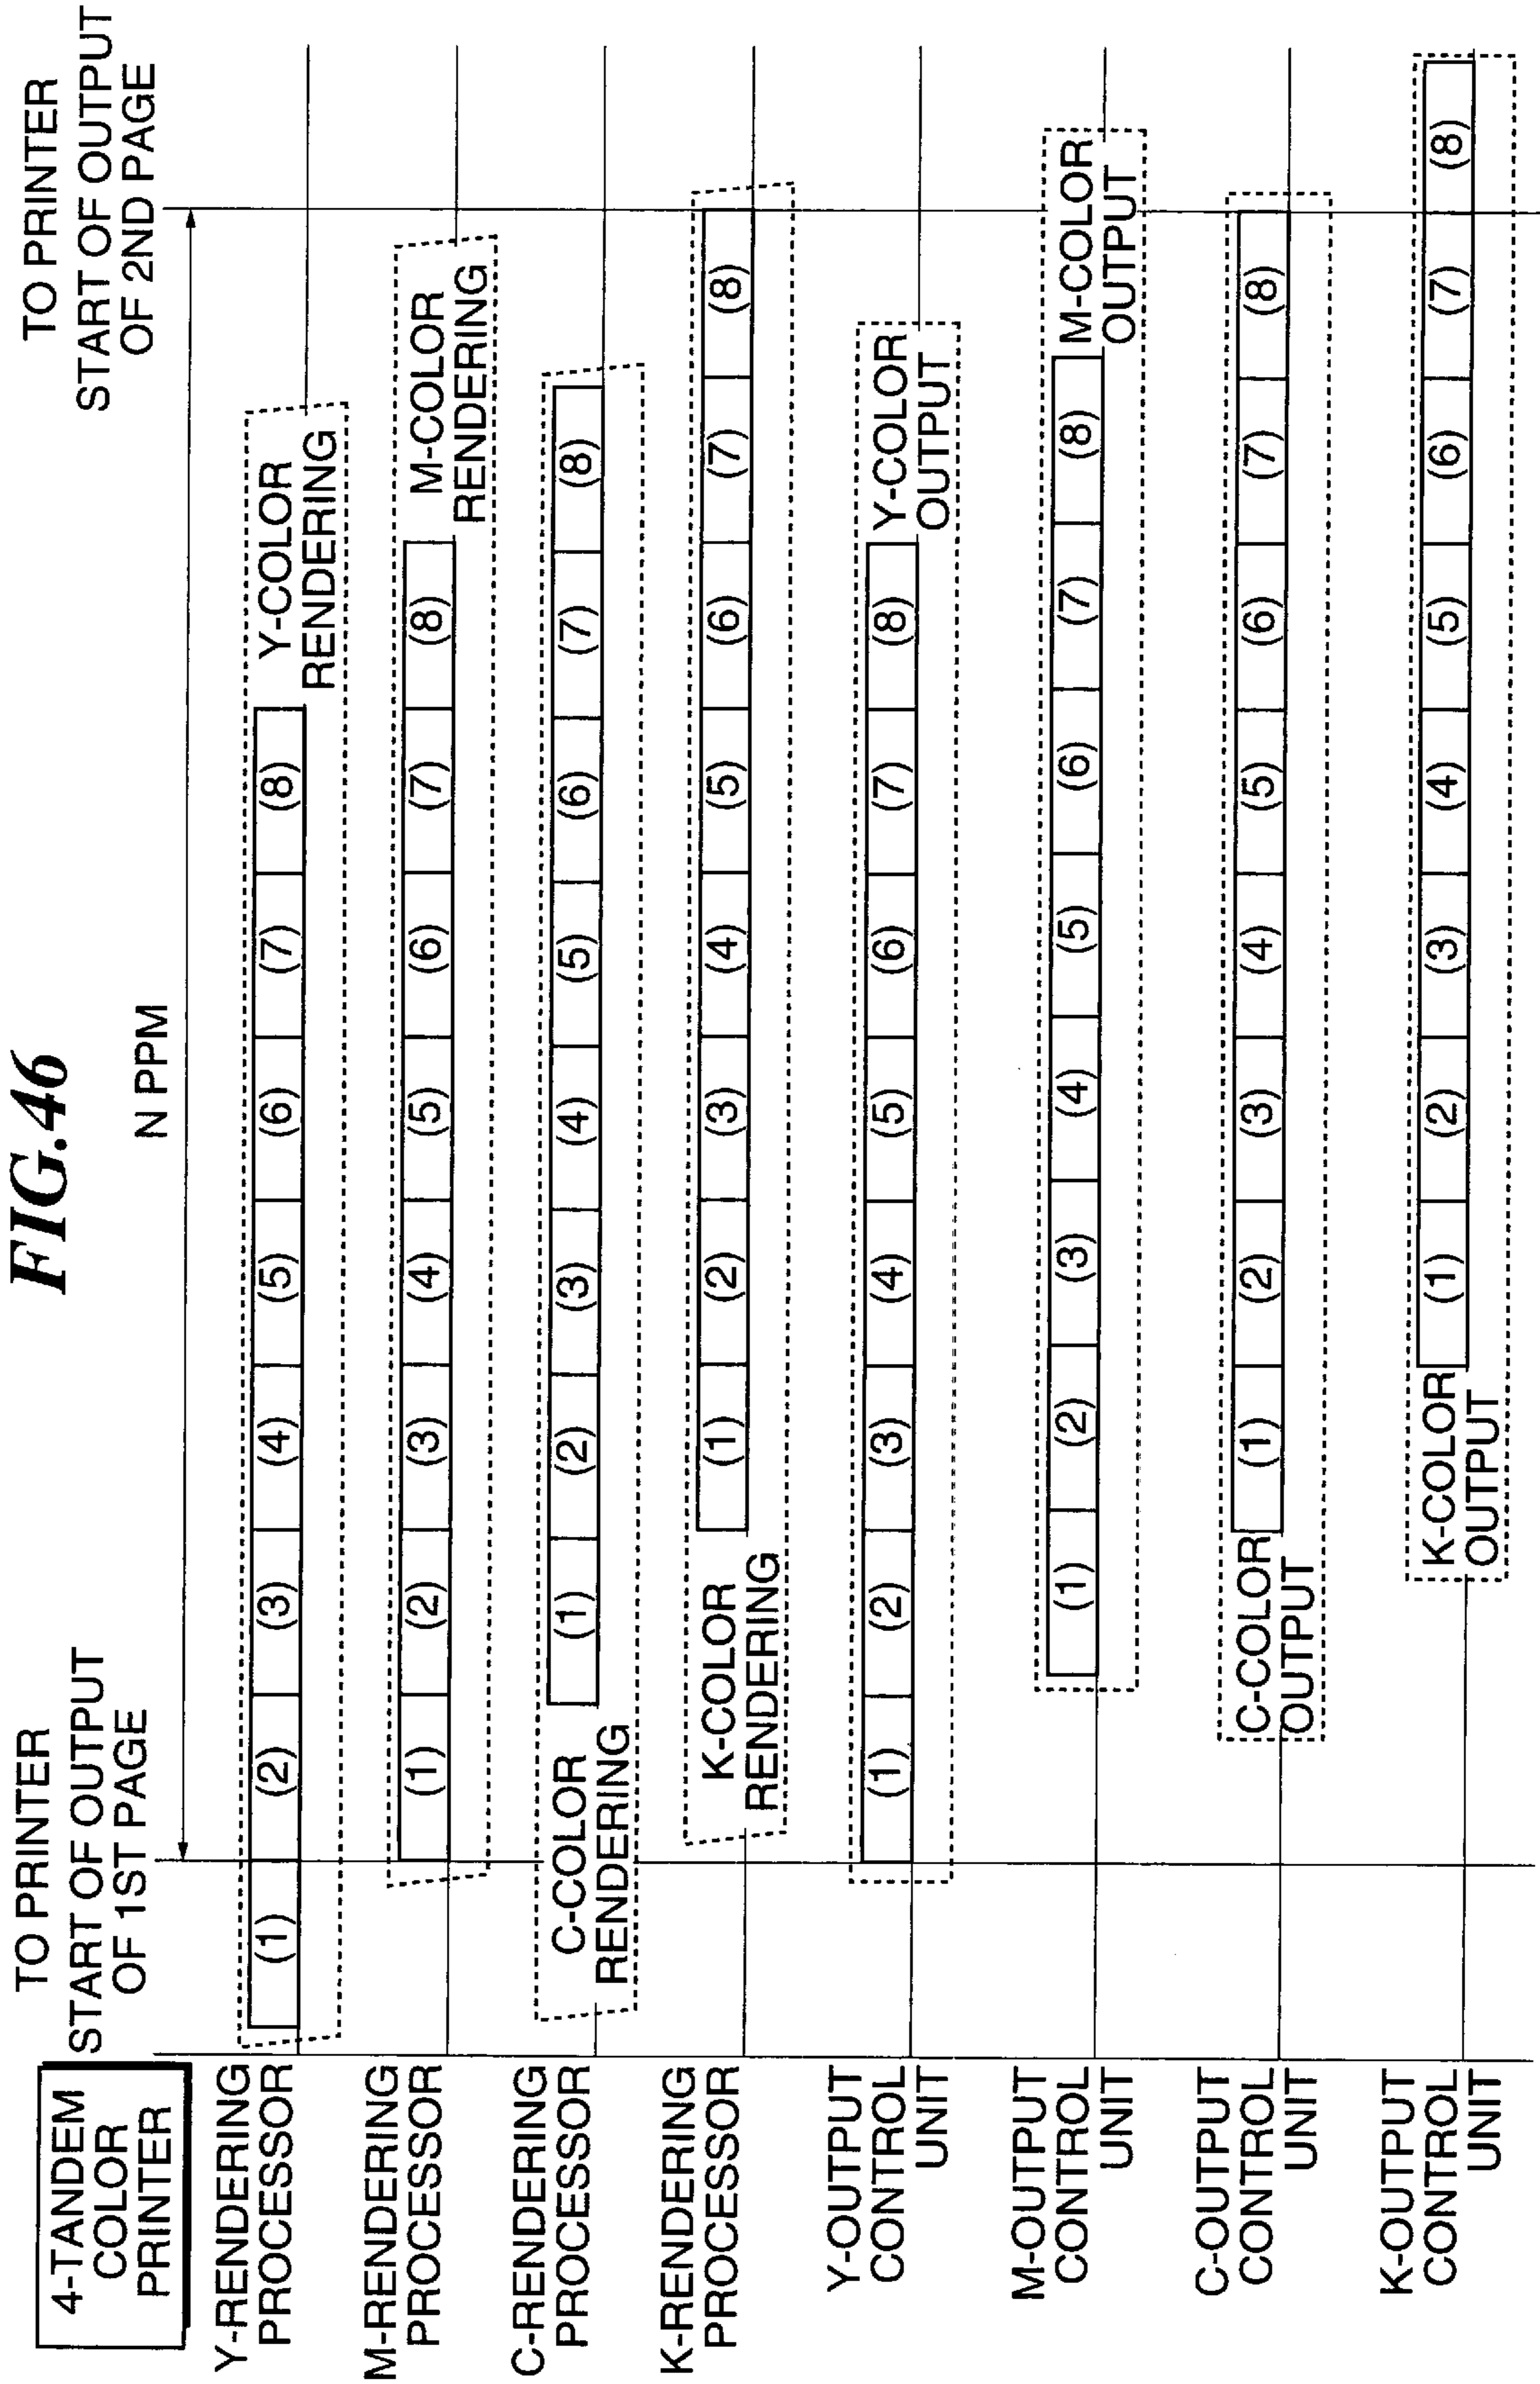 FIG.46
4-TANDEM
COLOR
PRINTER
TO PRINTER
START OF OUTPUT
OF 1ST PAGE
N PPM
TO PRINTER
START OF OUTPUT
OF 2ND PAGE
Y-RENDERING
PROCESSOR
(1) (2) (3) (4) (5) (6) (7) (8)
Y-COLOR
RENDERING
M-RENDERING
PROCESSOR
(1) (2) (3) (4) (5) (6) (7) (8)
M-COLOR
RENDERING
C-RENDERING
PROCESSOR
C-COLOR
RENDERING
(1) (2) (3) (4) (5) (6) (7) (8)
K-RENDERING
PROCESSOR
K-COLOR
RENDERING
(1) (2) (3) (4) (5) (6) (7) (8)
Y-OUTPUT
CONTROL
UNIT
(1) (2) (3) (4) (5) (6) (7) (8)
Y-COLOR
OUTPUT
M-OUTPUT
CONTROL
UNIT
(1) (2) (3) (4) (5) (6) (7) (8)
M-COLOR
OUTPUT
C-OUTPUT
CONTROL
UNIT
C-COLOR
OUTPUT
(1) (2) (3) (4) (5) (6) (7) (8)
K-OUTPUT
CONTROL
UNIT
K-COLOR
OUTPUT
(1) (2) (3) (4) (5) (6) (7) (8)